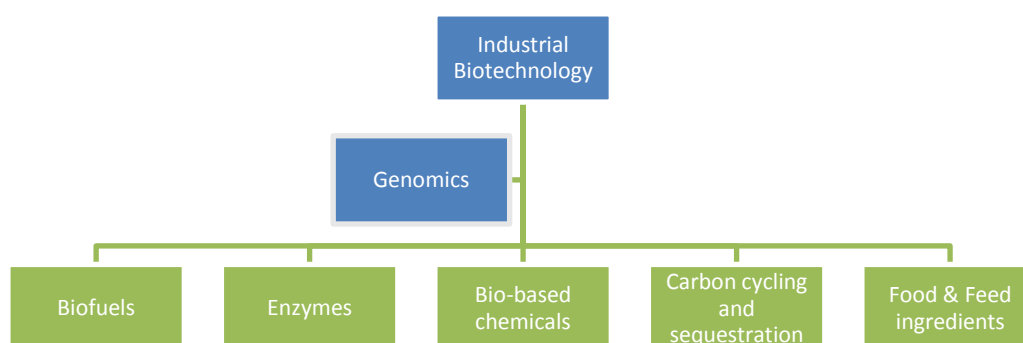 Industrial
Biotechnology
Genomics
Biofuels
Enzymes
Bio-based
chemicals
Carbon cycling
and
sequestration
Food & Feed
ingredients